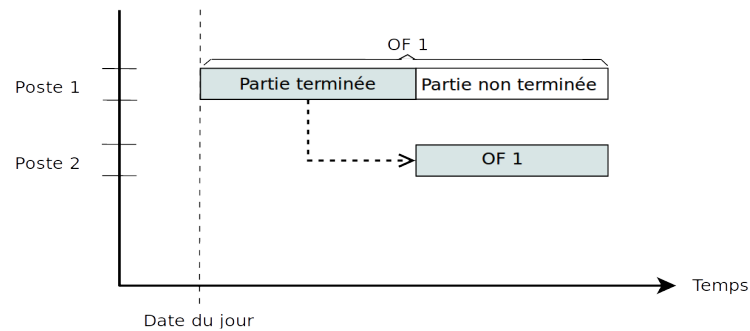 OF 1
Poste 1
Partie terminée
Partie non terminée
Poste 2
OF 1
Temps
Date du jour